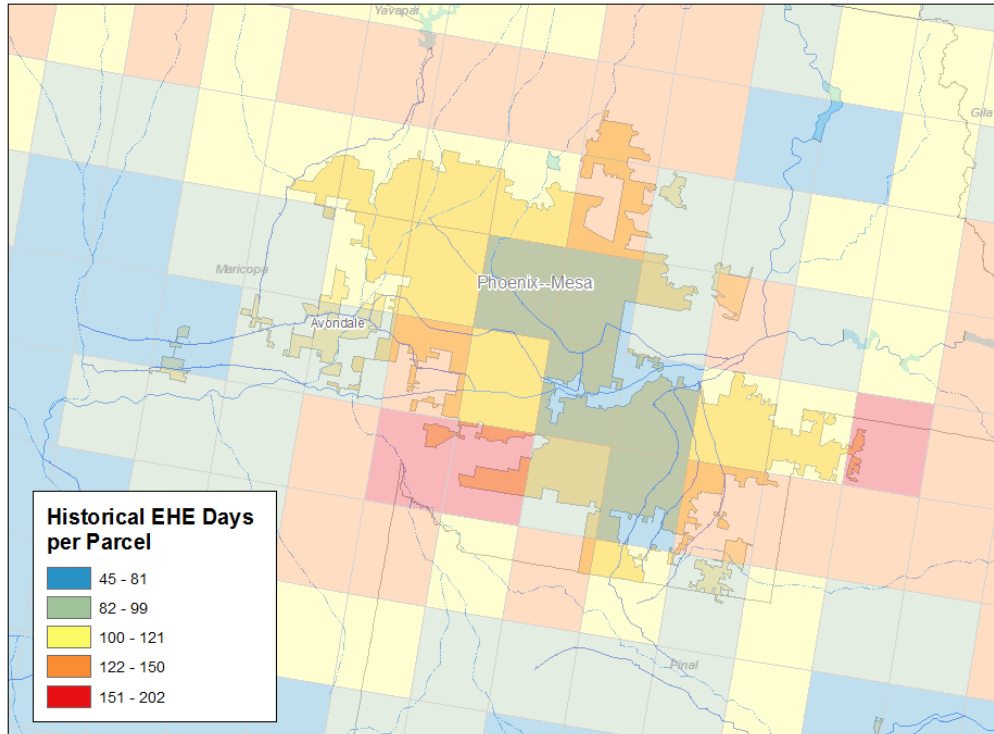 Yavapai
Gila
Maricopa
Phoenix--Mesa
Avondale
Pinal
Historical EHE Days
per Parcel
45 - 81
82 - 99
100 - 121
122 - 150
151 - 202